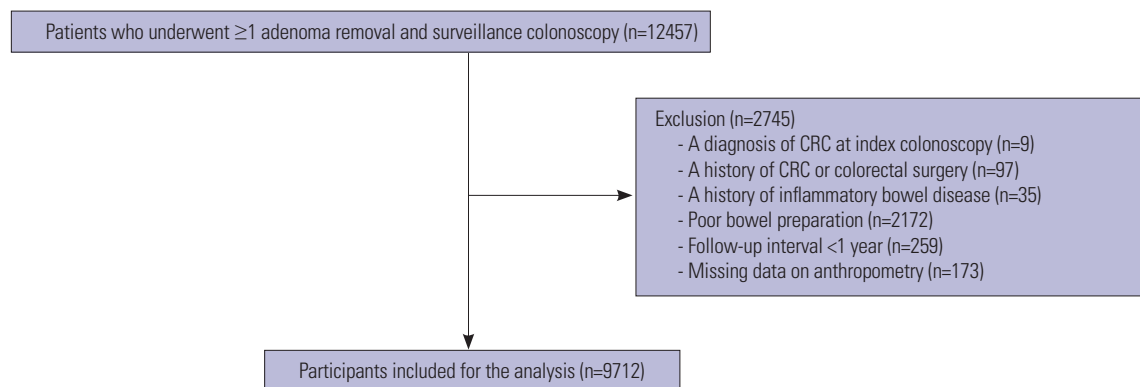 Patients who underwent ≥1 adenoma removal and surveillance colonoscopy (n=12457)
Exclusion (n=2745)
- A diagnosis of CRC at index colonoscopy (n=9)
- A history of CRC or colorectal surgery (n=97)
- A history of inflammatory bowel disease (n=35)
- Poor bowel preparation (n=2172)
- Follow-up interval <1 year (n=259)
- Missing data on anthropometry (n=173)
Participants included for the analysis (n=9712)